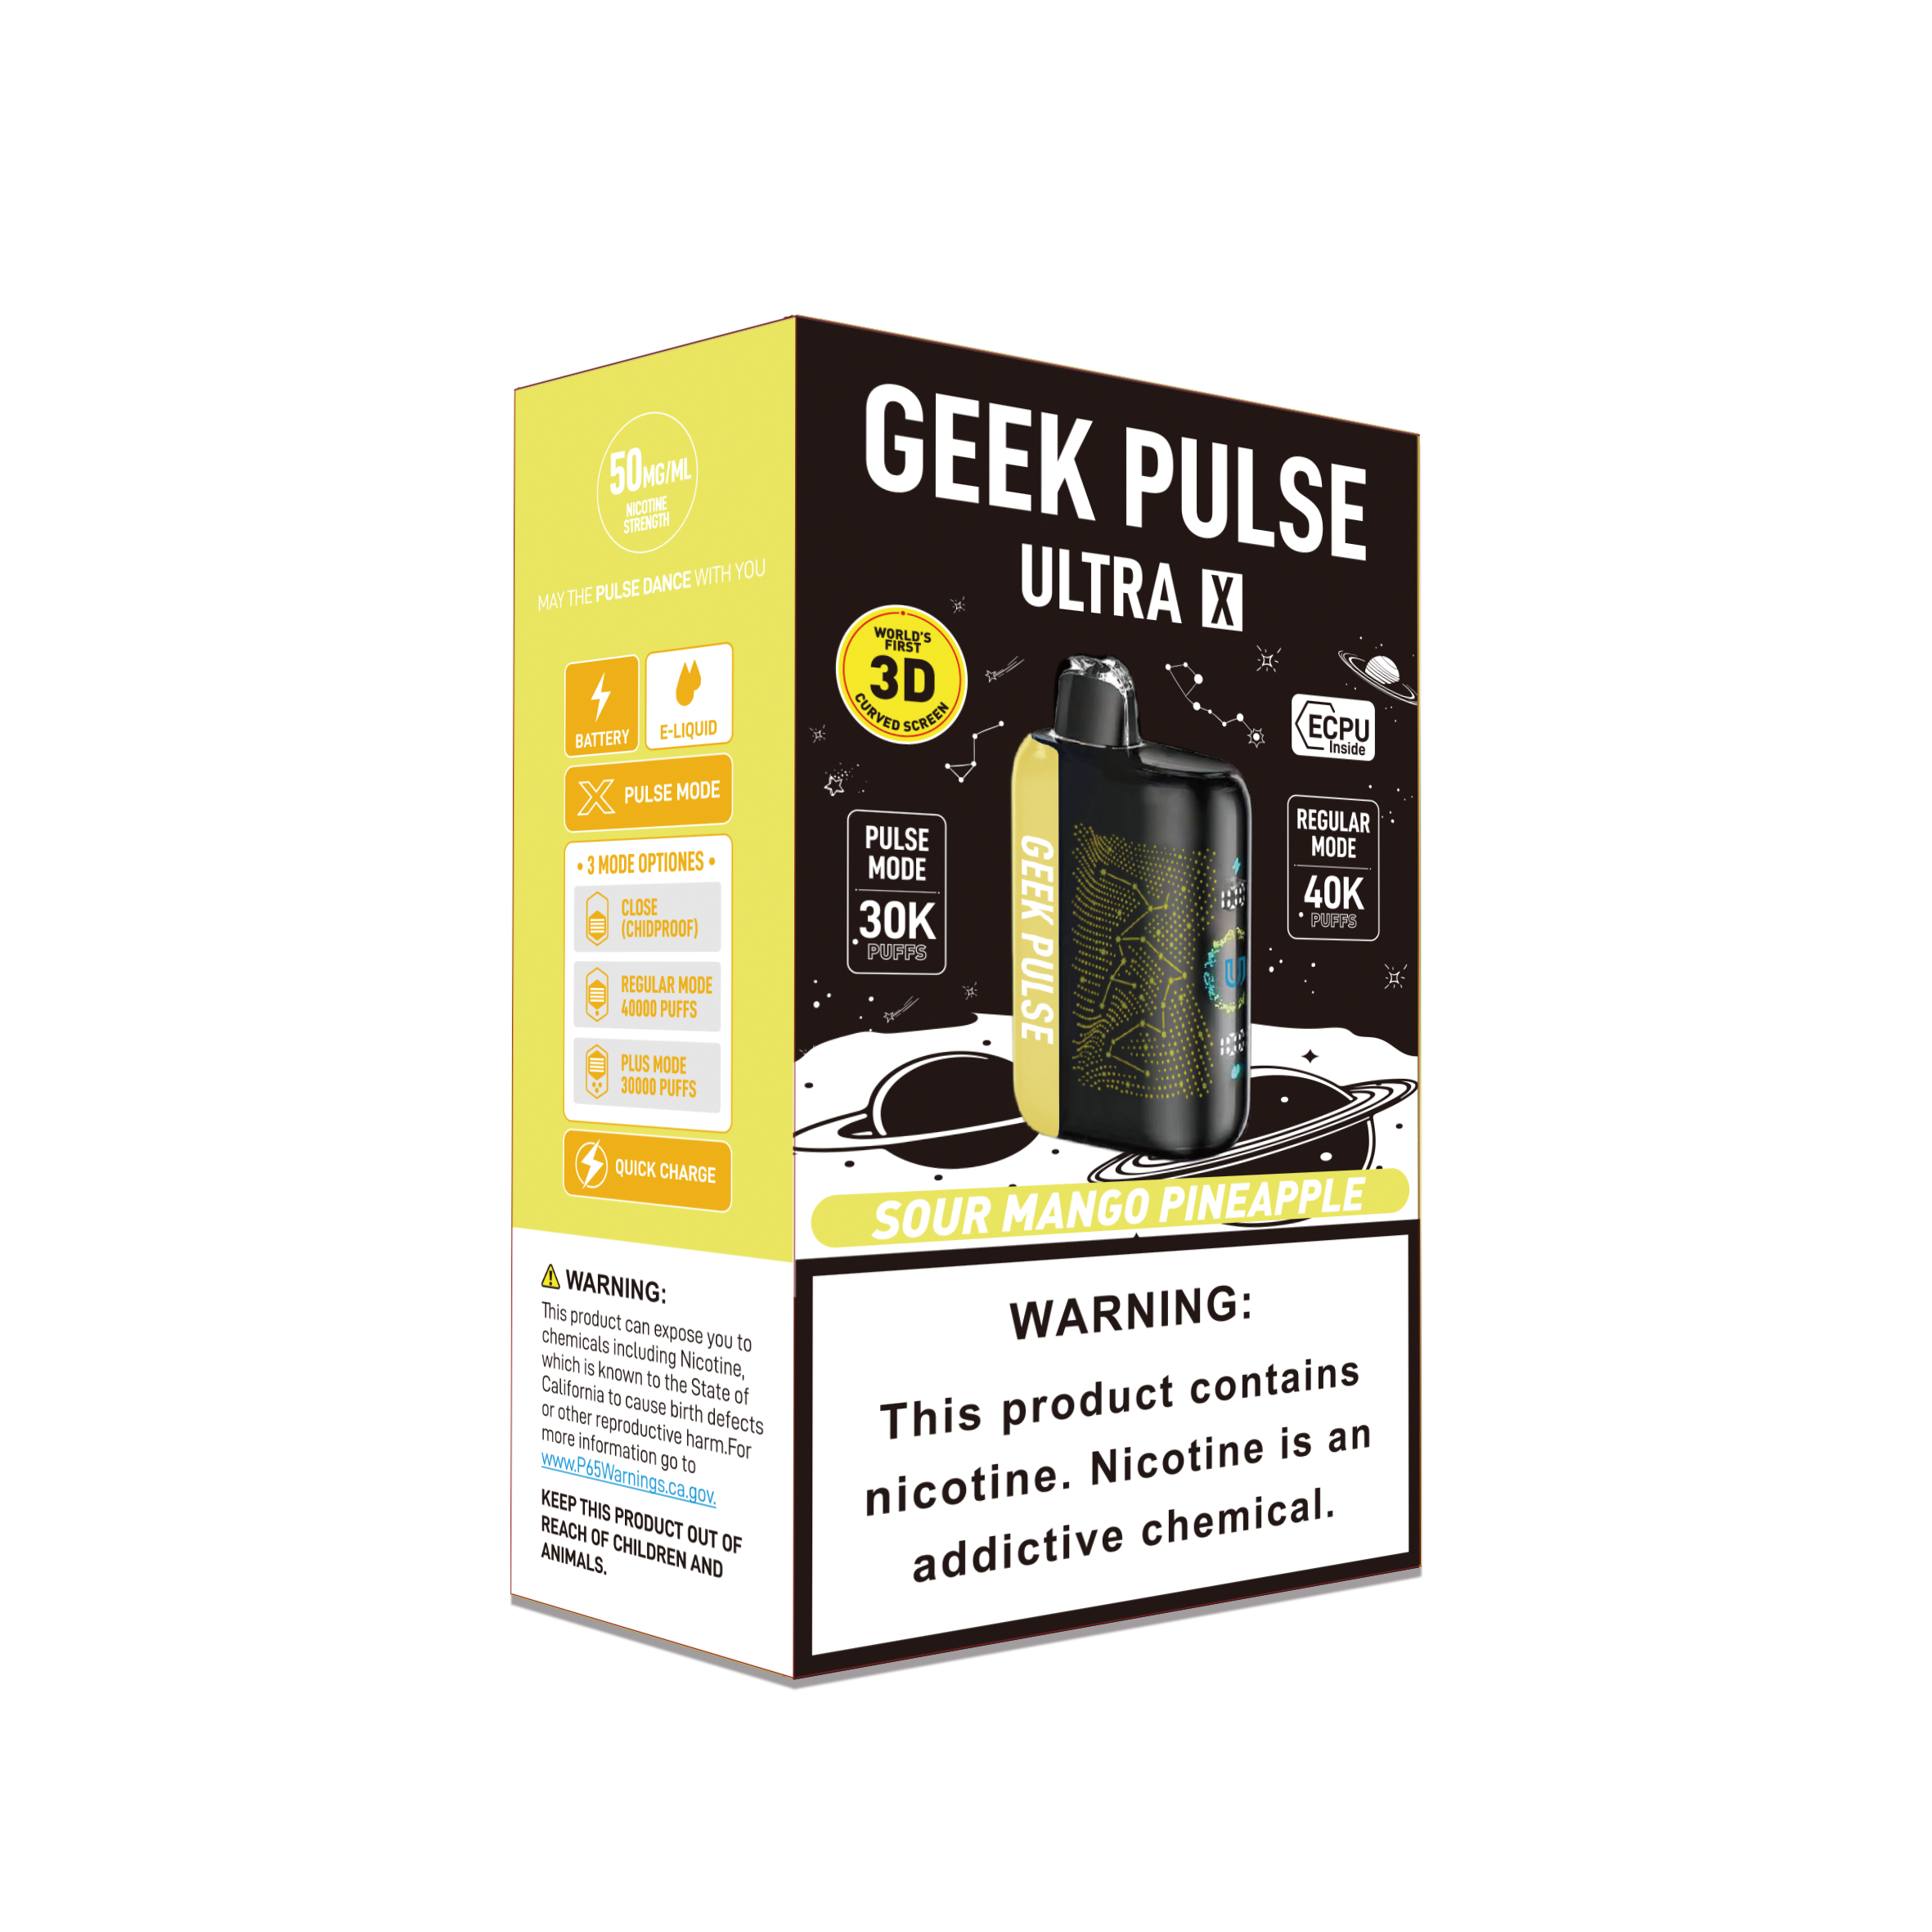 50MG/ML
NICOTINE
STRENGTH
MAY THE PULSE DANCE WITH YOU
BATTERY
E-LIQUID
X PULSE MODE
• 3 MODE OPTIONES •
CLOSE
(CHIDPROOF)
REGULAR MODE
40000 PUFFS
PLUS MODE
30000 PUFFS
QUICK CHARGE
WARNING:
This product can expose you to
chemicals including Nicotine,
which is known to the State of
California to cause birth defects
or other reproductive harm.For
more information go to
www.P65Warnings.ca.gov.
KEEP THIS PRODUCT OUT OF
REACH OF CHILDREN AND
ANIMALS.
GEEK PULSE
ULTRA X
WORLD'S
FIRST
3D
CURVED SCREEN
ECPU
Inside
PULSE
MODE
30K
PUFFS
REGULAR
MODE
40K
PUFFS
GEEK PULSE
U
SOUR MANGO PINEAPPLE
WARNING:
This product contains
nicotine. Nicotine is an
addictive chemical.